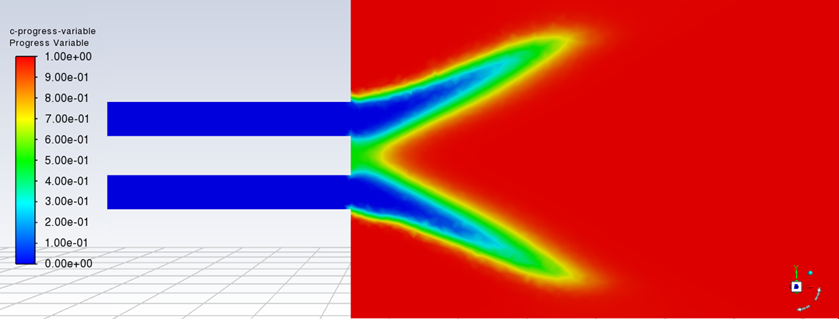 c-progress-variable
Progress Variable
1.00e+00
9.00e-01
8.00e-01
7.00e-01
6.00e-01
5.00e-01
4.00e-01
3.00e-01
2.00e-01
1.00e-01
0.00e+00